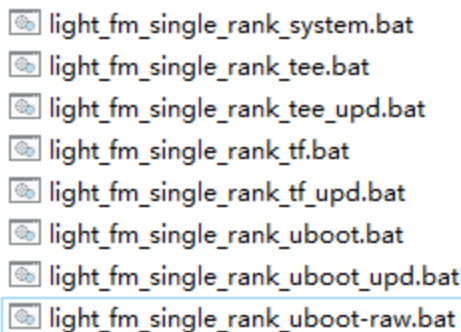 light_fm_single_rank_system.bat
light_fm_single_rank_tee.bat
light_fm_single_rank_tee_upd.bat
light_fm_single_rank_tf.bat
light_fm_single_rank_tf_upd.bat
light_fm_single_rank_uboot.bat
light_fm_single_rank_uboot_upd.bat
light_fm_single_rank_uboot-raw.bat